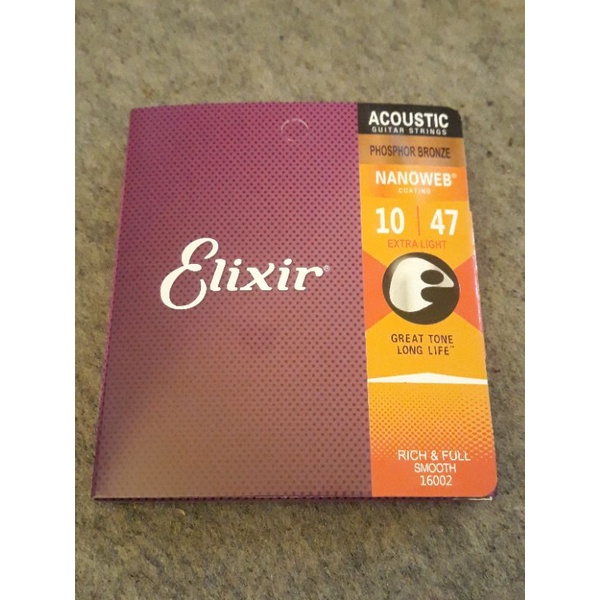 Elixir®
ACOUSTIC
GUITAR STRINGS
PHOSPHOR BRONZE
NANOWEB®
COATING
10 | 47
EXTRA LIGHT
GREAT TONE
LONG LIFE™
RICH & FULL
SMOOTH
16002